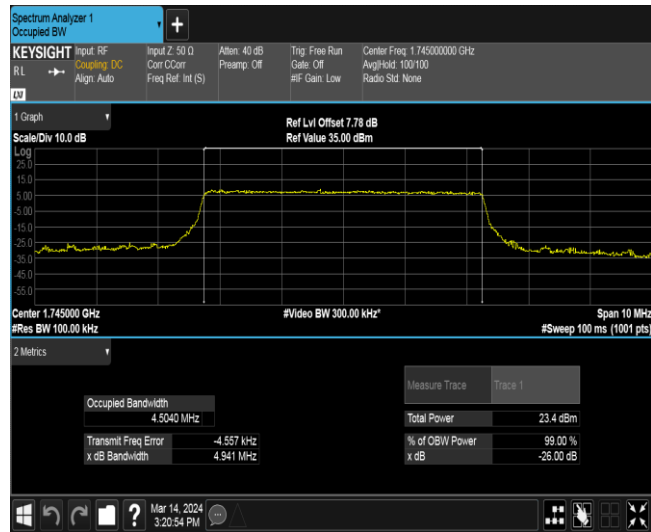 Spectrum Analyzer 1
Occupied BW
+
KEYSIGHT
RL
LXI
Input: RF
Coupling: DC
Align: Auto
Input Z: 50 Ω
Corr CCorr
Freq Ref: Int (S)
Atten: 40 dB
Preamp: Off
Trig: Free Run
Gate: Off
#IF Gain: Low
Center Freq: 1.745000000 GHz
Avg|Hold: 100/100
Radio Std: None
1 Graph
Scale/Div 10.0 dB
Ref Lvl Offset 7.78 dB
Ref Value 35.00 dBm
Log
25.0
15.0
5.00
-5.00
-15.0
-25.0
-35.0
-45.0
-55.0
Center 1.745000 GHz
#Res BW 100.00 kHz
#Video BW 300.00 kHz*
Span 10 MHz
#Sweep 100 ms (1001 pts)
2 Metrics
Occupied Bandwidth
4.5040 MHz
Transmit Freq Error -4.557 kHz
x dB Bandwidth 4.941 MHz
Measure Trace Trace 1
Total Power 23.4 dBm
% of OBW Power 99.00 %
x dB -26.00 dB
?
Mar 14, 2024
3:20:54 PM